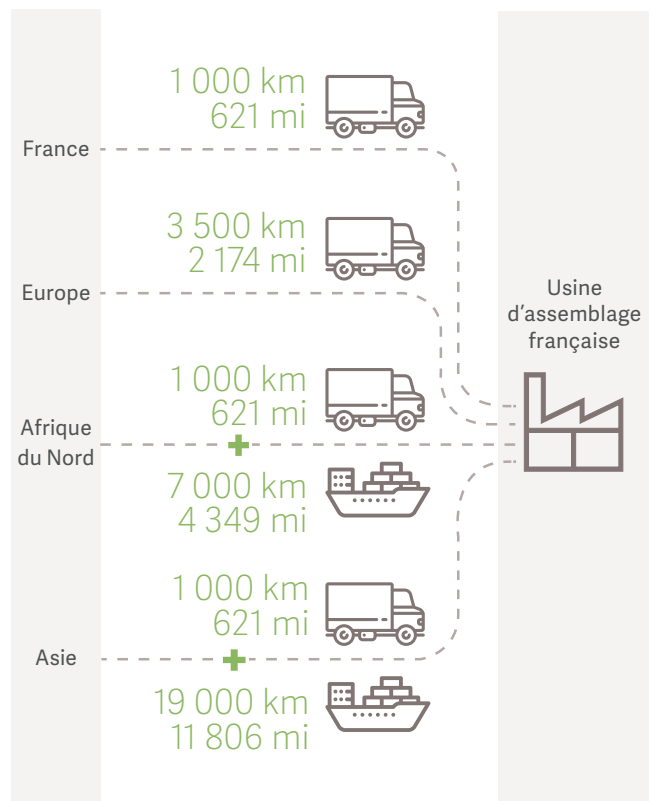 1 000 km
621 mi
France
3 500 km
2 174 mi
Europe
Usine
d'assemblage
française
1 000 km
621 mi
Afrique
du Nord
+
7 000 km
4 349 mi
1 000 km
621 mi
Asie
+
19 000 km
11 806 mi